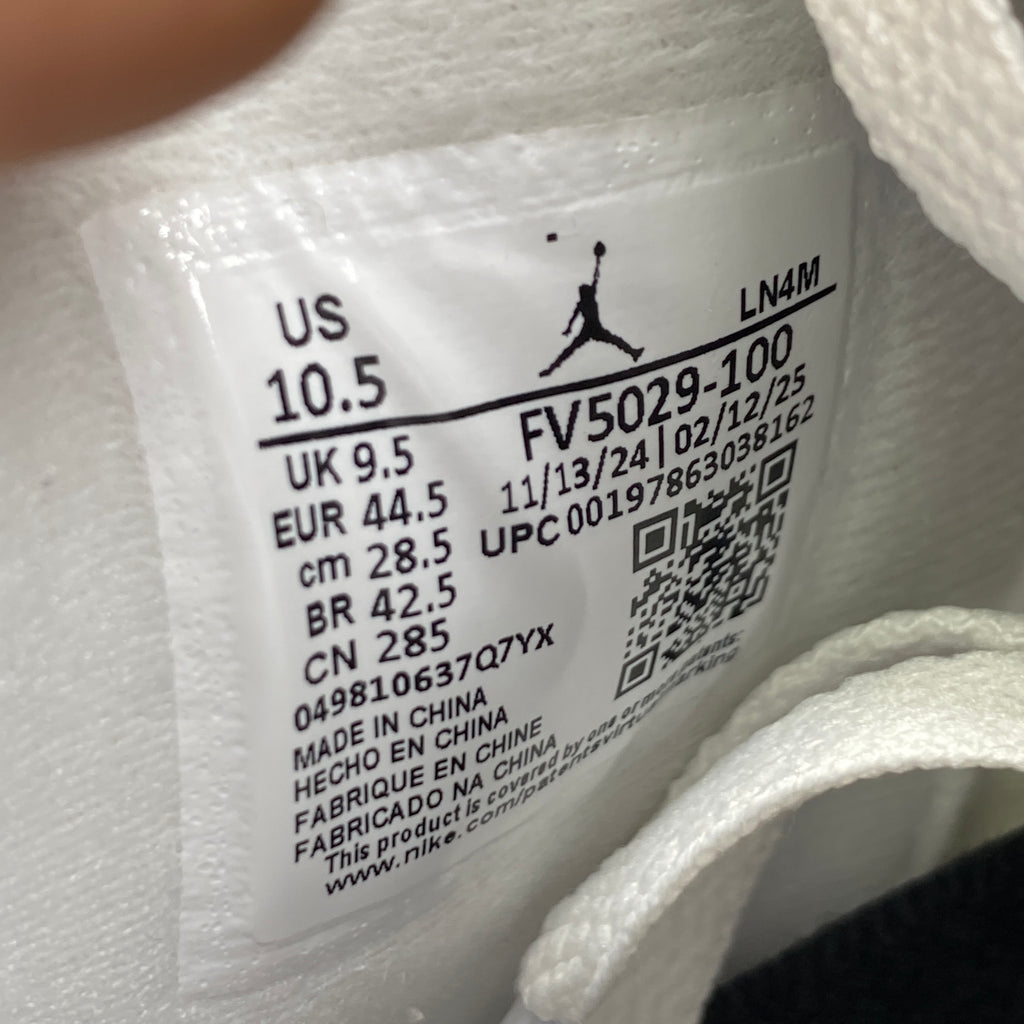 US
10.5
LN4M
UK 9.5
EUR 44.5
cm 28.5
BR 42.5
CN 285
FV5029-100
11/13/24|02/12/25
UPC 00197863038162
049810637Q7YX
MADE IN CHINA
HECHO EN CHINA
FABRIQUE EN CHINE
FABRICADO NA CHINA
This product is covered by one or more patents:
www.nike.com/patentsvirtualmarking